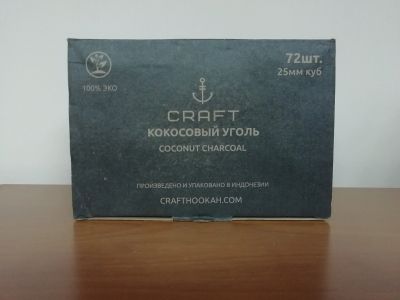 72шт.
25мм куб
100% ЭКО
CRAFT
КОКОСОВЫЙ УГОЛЬ
COCONUT CHARCOAL
ПРОИЗВЕДЕНО И УПАКОВАНО В ИНДОНЕЗИИ
CRAFTHOOKAH.COM